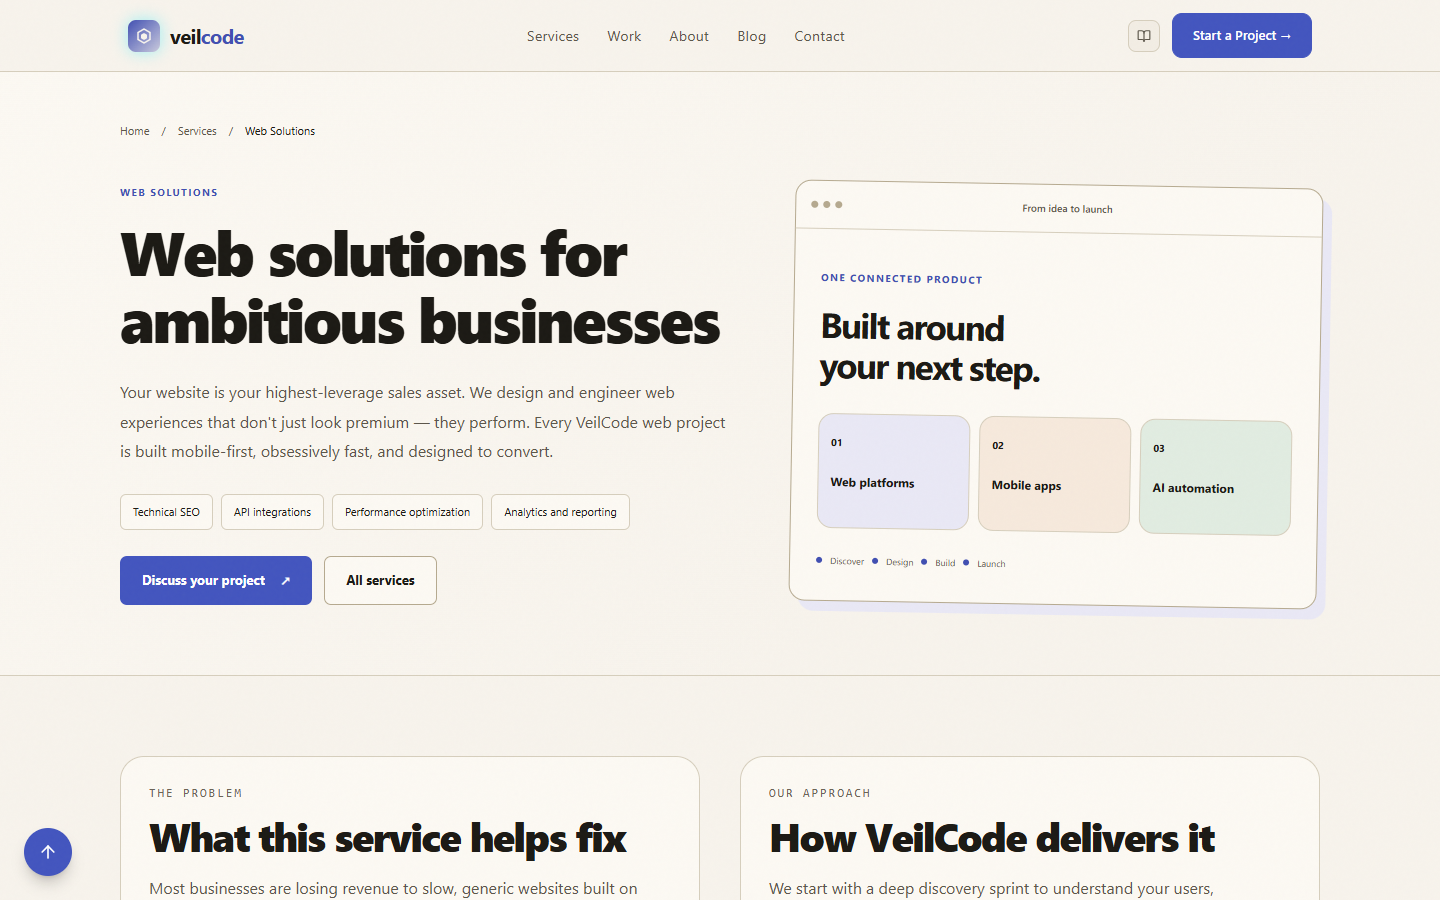 veilcode
Services Work About Blog Contact
Start a Project →
Home / Services / Web Solutions
WEB SOLUTIONS
Web solutions for
ambitious businesses
Your website is your highest-leverage sales asset. We design and engineer web
experiences that don't just look premium — they perform. Every VeilCode web project
is built mobile-first, obsessively fast, and designed to convert.
Technical SEO API integrations Performance optimization Analytics and reporting
Discuss your project ↗ All services
From idea to launch
ONE CONNECTED PRODUCT
Built around
your next step.
01
Web platforms
02
Mobile apps
03
AI automation
Discover Design Build Launch
THE PROBLEM
What this service helps fix
Most businesses are losing revenue to slow, generic websites built on
OUR APPROACH
How VeilCode delivers it
We start with a deep discovery sprint to understand your users,